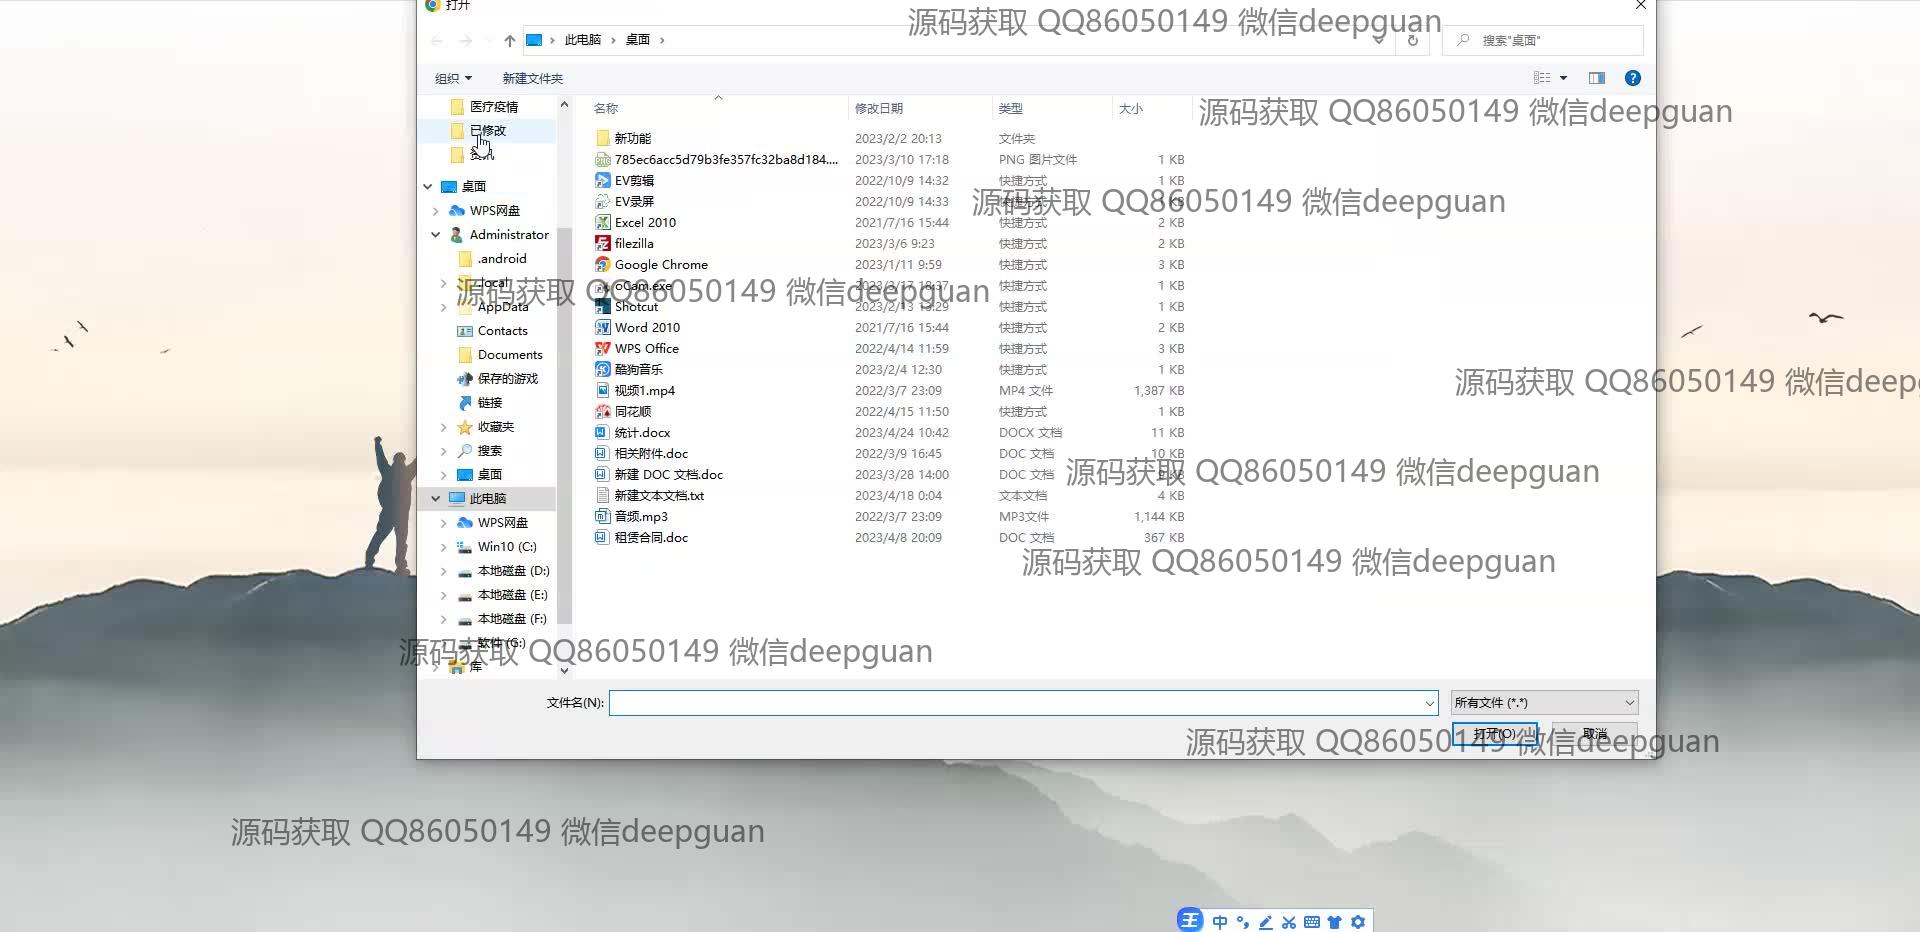 打开
源码获取 QQ86050149 微信deepguan
此电脑 桌面
搜索"桌面"
组织 新建文件夹
医疗疫情
已修改
资讯
桌面
WPS网盘
Administrator
.android
.local
AppData
Contacts
Documents
保存的游戏
链接
收藏夹
搜索
桌面
此电脑
WPS网盘
Win10 (C:)
本地磁盘 (D:)
本地磁盘 (E:)
本地磁盘 (F:)
软件 (G:)
库
名称 修改日期 类型 大小
源码获取 QQ86050149 微信deepguan
新功能 2023/2/2 20:13 文件夹
785ec6acc5d79b3fe357fc32ba8d184.... 2023/3/10 17:18 PNG 图片文件 1 KB
EV剪辑 2022/10/9 14:32 快捷方式 1 KB
EV录屏 2022/10/9 14:33 快捷方式 1 KB
源码获取 QQ86050149 微信deepguan
Excel 2010 2021/7/16 15:44 快捷方式 2 KB
filezilla 2023/3/6 9:23 快捷方式 2 KB
Google Chrome 2023/1/11 9:59 快捷方式 3 KB
oCam.exe 2023/3/17 18:37 快捷方式 1 KB
源码获取 QQ86050149 微信deepguan
Shotcut 2023/2/13 13:29 快捷方式 1 KB
Word 2010 2021/7/16 15:44 快捷方式 2 KB
WPS Office 2022/4/14 11:59 快捷方式 3 KB
酷狗音乐 2023/2/4 12:30 快捷方式 1 KB
源码获取 QQ86050149 微信deep
视频1.mp4 2022/3/7 23:09 MP4 文件 1,387 KB
同花顺 2022/4/15 11:50 快捷方式 1 KB
统计.docx 2023/4/24 10:42 DOCX 文档 11 KB
相关附件.doc 2022/3/9 16:45 DOC 文档 10 KB
源码获取 QQ86050149 微信deepguan
新建 DOC 文档.doc 2023/3/28 14:00 DOC 文档 9 KB
新建文本文档.txt 2023/4/18 0:04 文本文档 4 KB
音频.mp3 2022/3/7 23:09 MP3文件 1,144 KB
租赁合同.doc 2023/4/8 20:09 DOC 文档 367 KB
源码获取 QQ86050149 微信deepguan
源码获取 QQ86050149 微信deepguan
文件名(N): 所有文件 (*.*)
打开(O) 取消
源码获取 QQ86050149 微信deepguan
源码获取 QQ86050149 微信deepguan
王 中